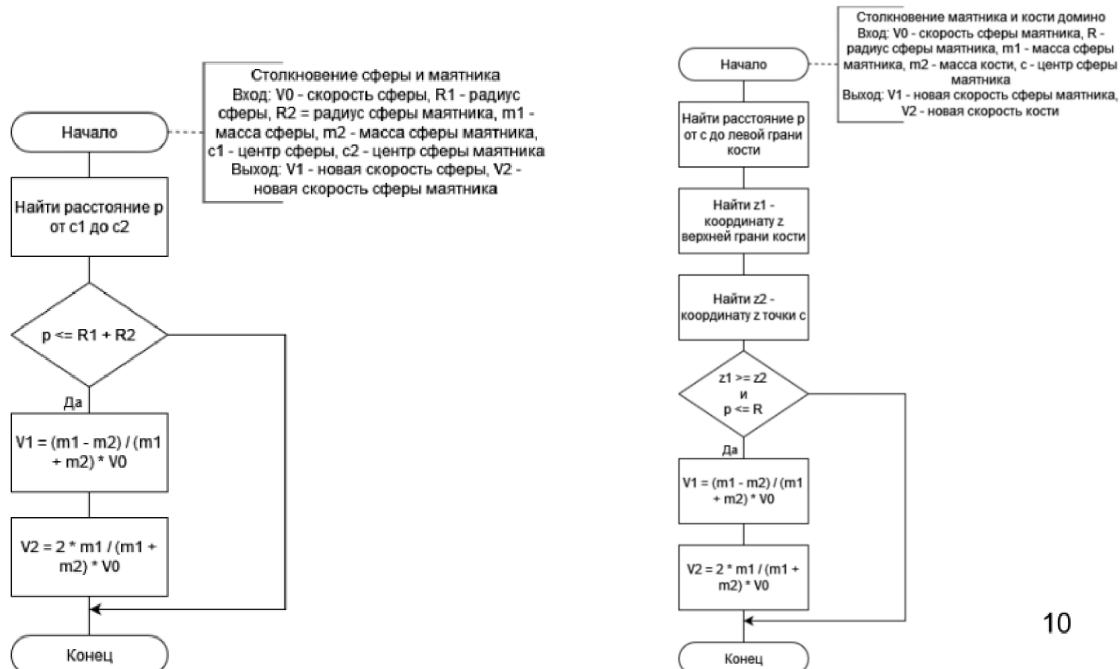 Столкновение сферы и маятника
Вход: V0 - скорость сферы, R1 - радиус
сферы, R2 = радиус сферы маятника, m1 -
масса сферы, m2 - масса сферы маятника,
c1 - центр сферы, c2 - центр сферы маятника
Выход: V1 - новая скорость сферы, V2 -
новая скорость сферы маятника
Начало
Найти расстояние p
от c1 до c2
p <= R1 + R2
Да
V1 = (m1 - m2) / (m1
+ m2) * V0
V2 = 2 * m1 / (m1 +
m2) * V0
Конец
Столкновение маятника и кости домино
Вход: V0 - скорость сферы маятника, R -
радиус сферы маятника, m1 - масса сферы
маятника, m2 - масса кости, c - центр сферы
маятника
Выход: V1 - новая скорость сферы маятника,
V2 - новая скорость кости
Начало
Найти расстояние p
от c до левой грани
кости
Найти z1 -
координату z
верхней грани кости
Найти z2 -
координату z точки c
z1 >= z2
и
p <= R
Да
V1 = (m1 - m2) / (m1
+ m2) * V0
V2 = 2 * m1 / (m1 +
m2) * V0
Конец
10